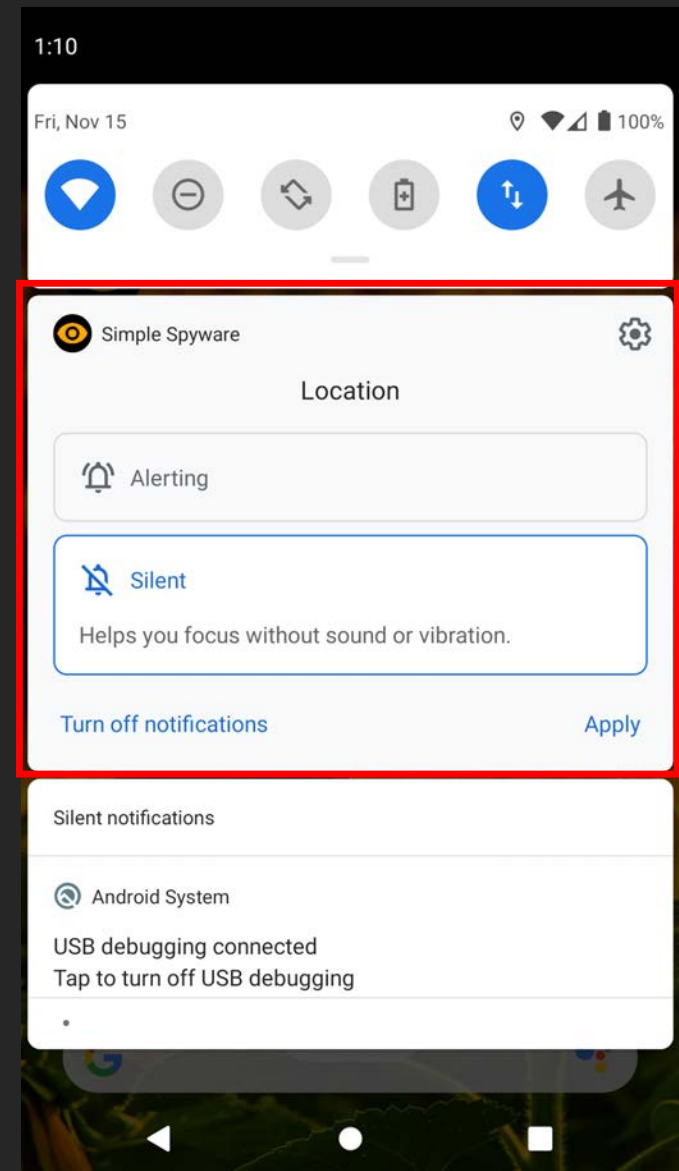 1:10
Fri, Nov 15
100%
Simple Spyware
Location
Alerting
Silent
Helps you focus without sound or vibration.
Turn off notifications
Apply
Silent notifications
Android System
USB debugging connected
Tap to turn off USB debugging